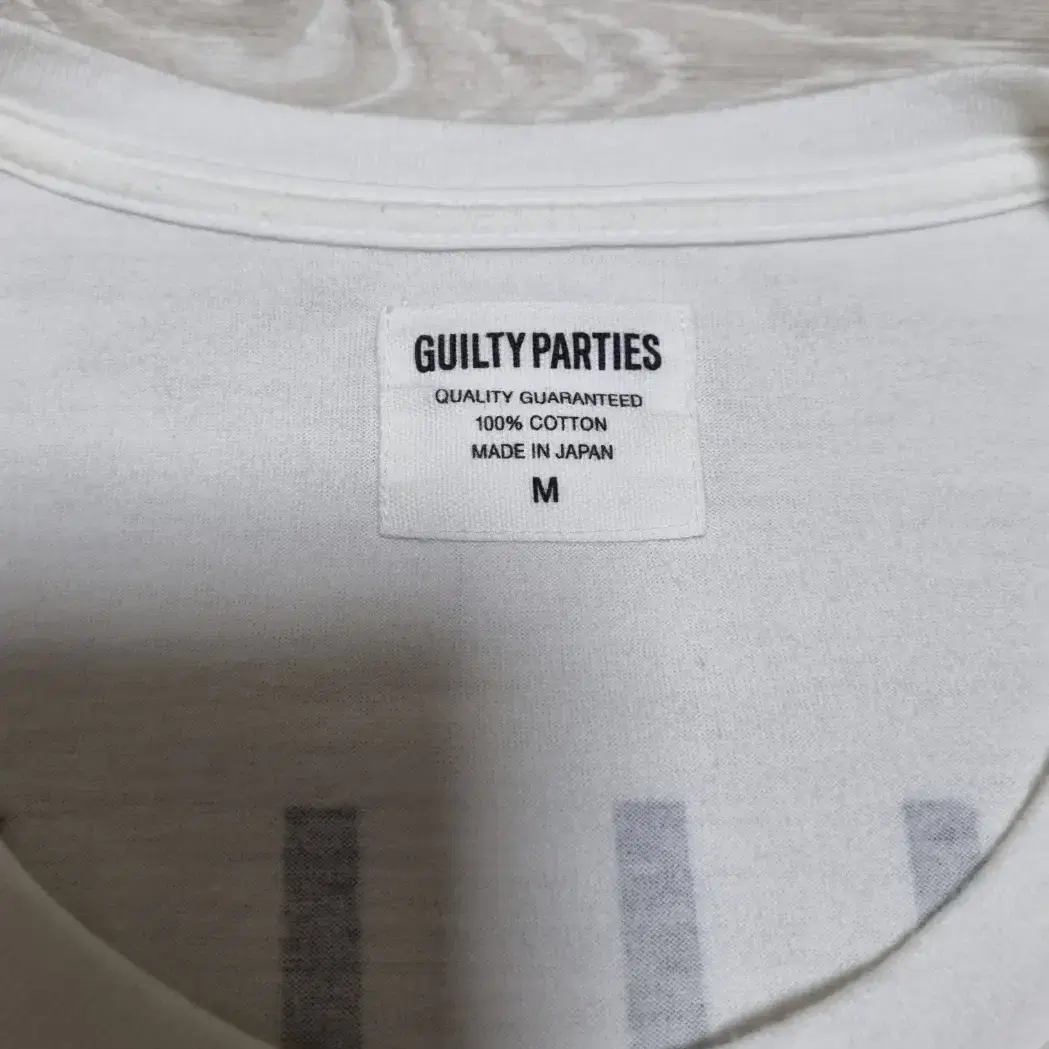 GUILTY PARTIES
QUALITY GUARANTEED
100% COTTON
MADE IN JAPAN
M